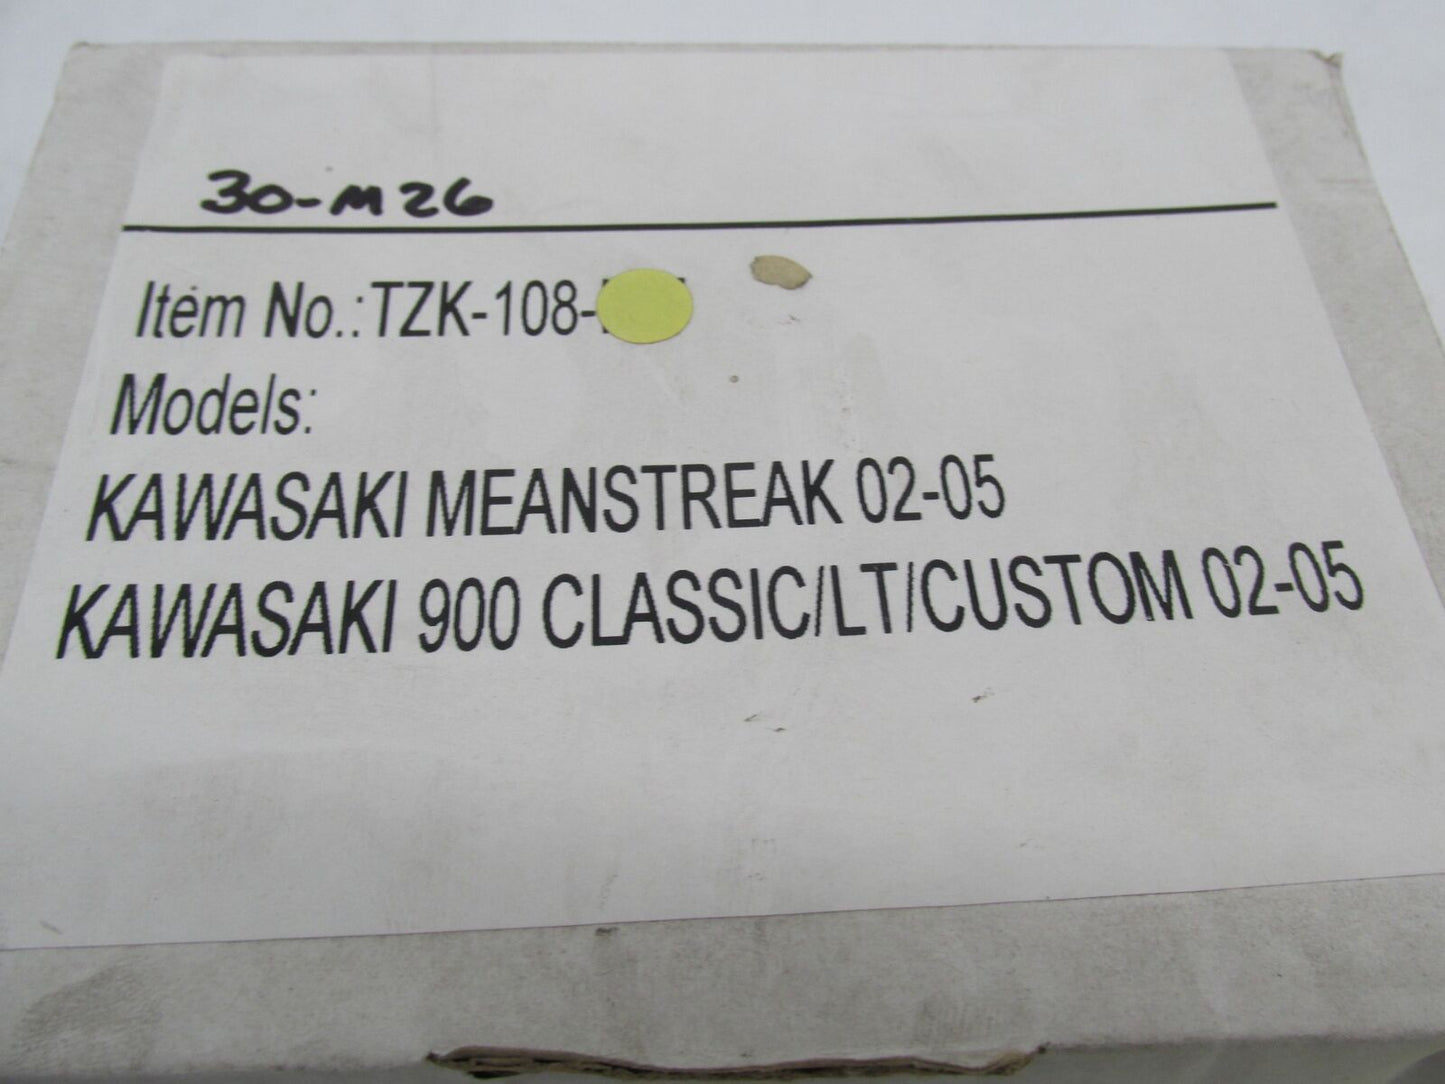 30-M26
Item No.: TZK-108-
Models:
KAWASAKI MEANSTREAK 02-05
KAWASAKI 900 CLASSIC/LT/CUSTOM 02-05